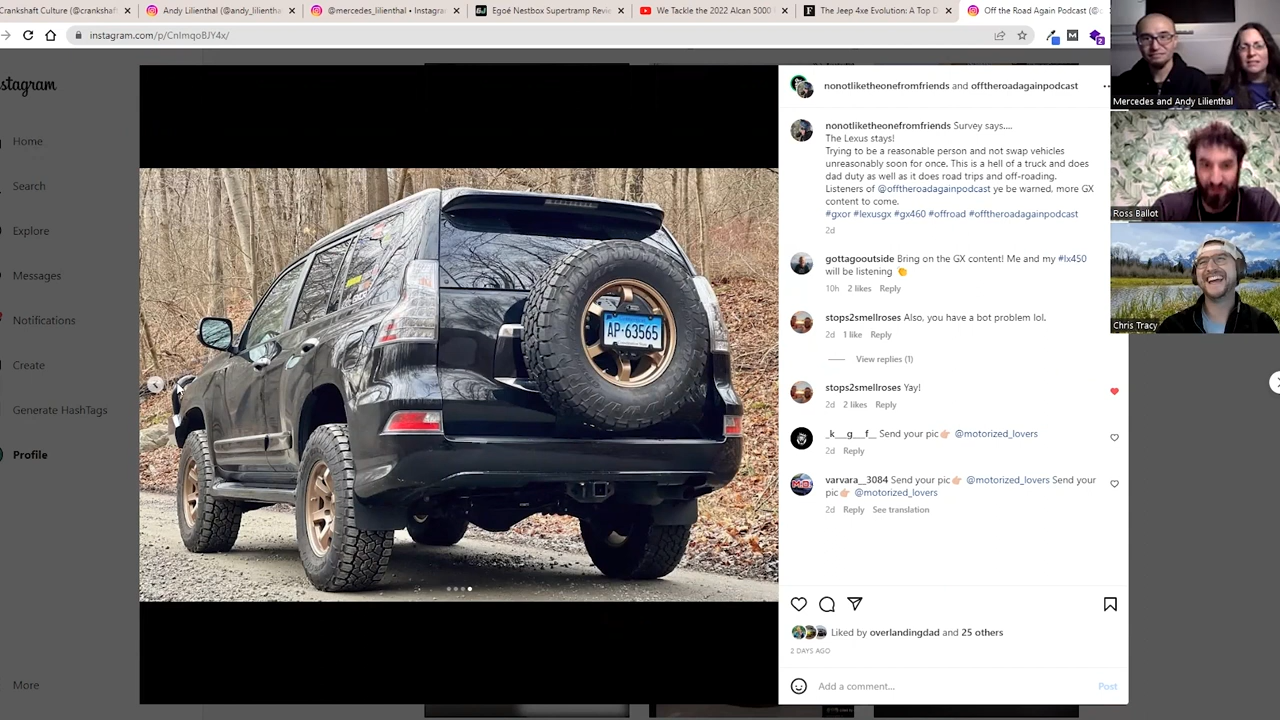 Crankshaft Culture (@crankshaft
Andy Lilienthal (@andy_lilientha
@mercedes_lilienthal • Instagram
Egoé Nestbox Supertramp Revie
We Tackle the 2022 Alcan 5000
The Jeep 4xe Evolution: A Top D
Off the Road Again Podcast (@o
instagram.com/p/CnImqoBJY4x/
stagram
Home
Search
Explore
Messages
Notifications
Create
Generate HashTags
Profile
More
AP·63565
nonotliketheonefromfriends and offtheroadagainpodcast
nonotliketheonefromfriends Survey says....
The Lexus stays!
Trying to be a reasonable person and not swap vehicles
unreasonably soon for once. This is a hell of a truck and does
dad duty as well as it does road trips and off-roading.
Listeners of @offtheroadagainpodcast ye be warned, more GX
content to come.
#gxor #lexusgx #gx460 #offroad #offtheroadagainpodcast
2d
gottagooutside Bring on the GX content! Me and my #lx450
will be listening 👏
10h 2 likes Reply
stops2smellroses Also, you have a bot problem lol.
2d 1 like Reply
View replies (1)
stops2smellroses Yay!
2d 2 likes Reply
_k___g__f__ Send your pic👉🏼 @motorized_lovers
2d Reply
varvara__3084 Send your pic👉🏼 @motorized_lovers Send your
pic👉🏼 @motorized_lovers
2d Reply See translation
Liked by overlandingdad and 25 others
2 DAYS AGO
Add a comment...
Post
Mercedes and Andy Lilienthal
Ross Ballot
Chris Tracy